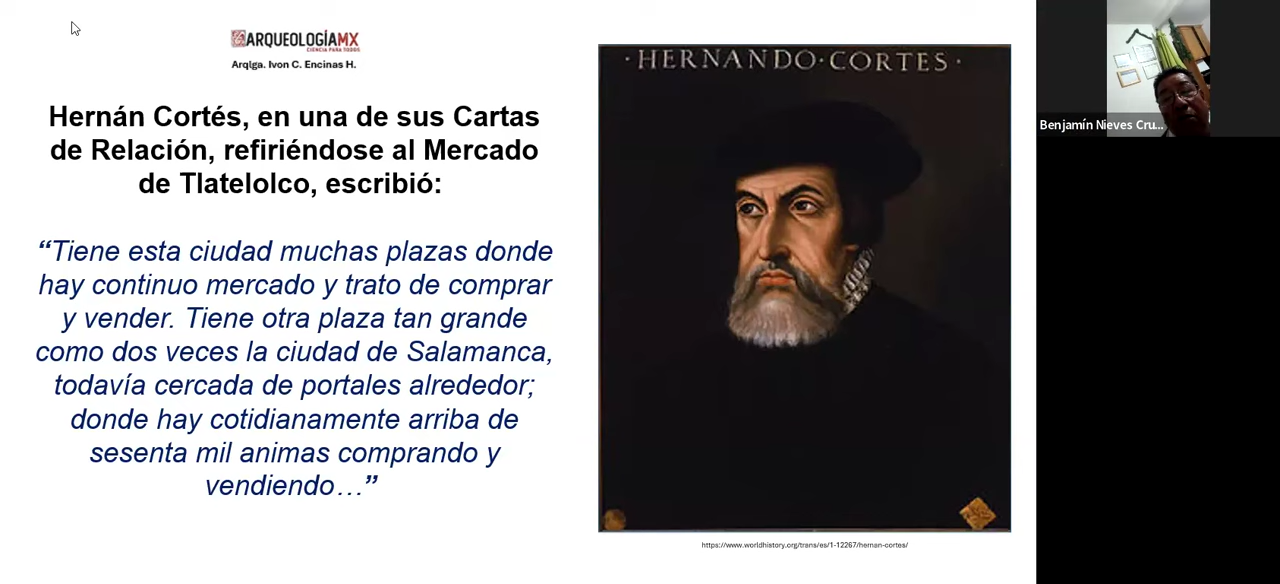 ARQUEOLOGÍAMX
CIENCIA PARA TODOS
Arqlga. Ivon C. Encinas H.
Hernán Cortés, en una de sus Cartas
de Relación, refiriéndose al Mercado
de Tlatelolco, escribió:
“Tiene esta ciudad muchas plazas donde
hay continuo mercado y trato de comprar
y vender. Tiene otra plaza tan grande
como dos veces la ciudad de Salamanca,
todavía cercada de portales alrededor;
donde hay cotidianamente arriba de
sesenta mil animas comprando y
vendiendo…”
·HERNANDO·CORTES·
https://www.worldhistory.org/trans/es/1-12267/hernan-cortes/
Benjamín Nieves Cru...